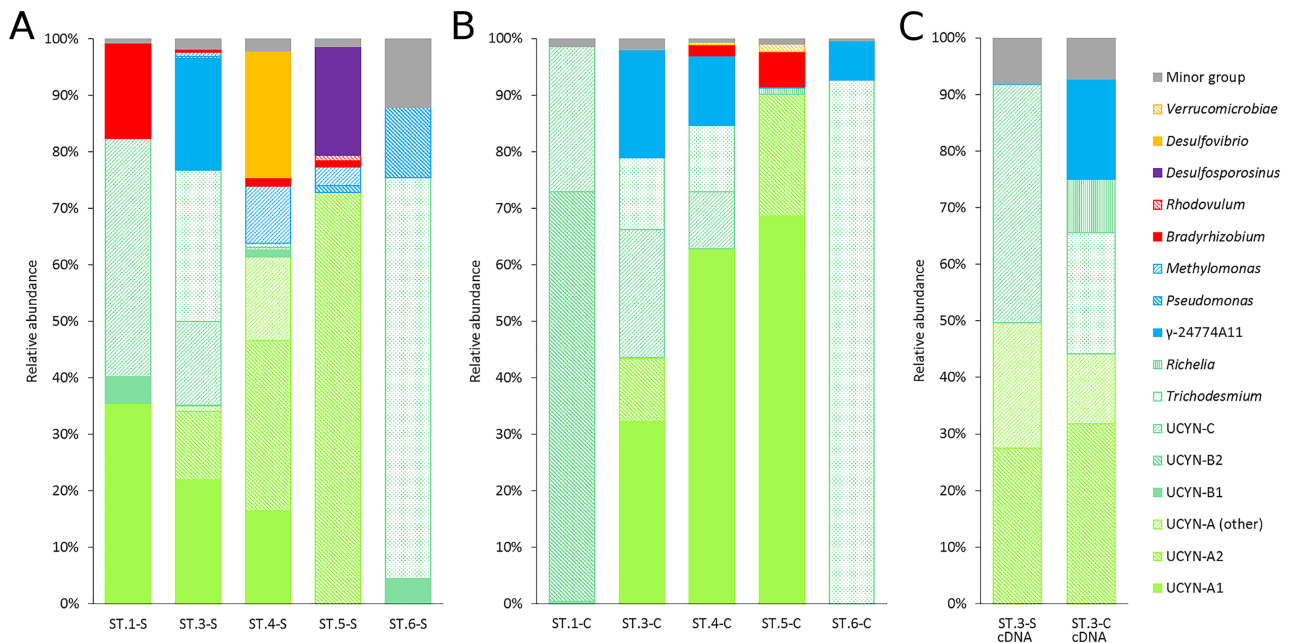 A
Relative abundance
100%
90%
80%
70%
60%
50%
40%
30%
20%
10%
0%
ST.1-S ST.3-S ST.4-S ST.5-S ST.6-S
B
Relative abundance
100%
90%
80%
70%
60%
50%
40%
30%
20%
10%
0%
ST.1-C ST.3-C ST.4-C ST.5-C ST.6-C
C
Relative abundance
100%
90%
80%
70%
60%
50%
40%
30%
20%
10%
0%
ST.3-S ST.3-C
cDNA cDNA
Minor group
Verrucomicrobiae
Desulfovibrio
Desulfosporosinus
Rhodovulum
Bradyrhizobium
Methylomonas
Pseudomonas
γ-24774A11
Richelia
Trichodesmium
UCYN-C
UCYN-B2
UCYN-B1
UCYN-A (other)
UCYN-A2
UCYN-A1